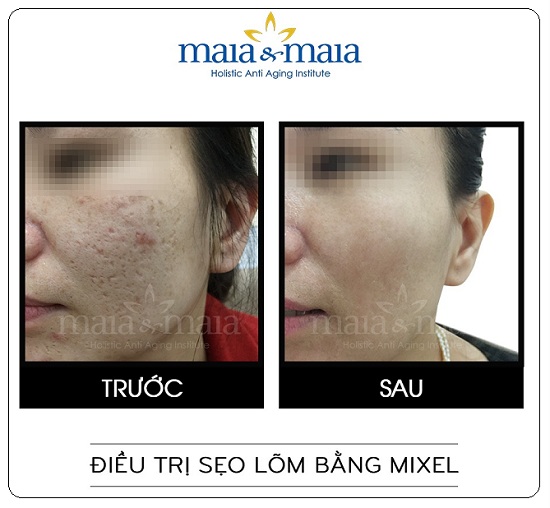 maia & maia
Holistic Anti Aging Institute
maia & maia
Holistic Anti Aging Institute
maia & maia
Holistic Anti Aging Institute
TRƯỚC
SAU
ĐIỀU TRỊ SẸO LÕM BẰNG MIXEL